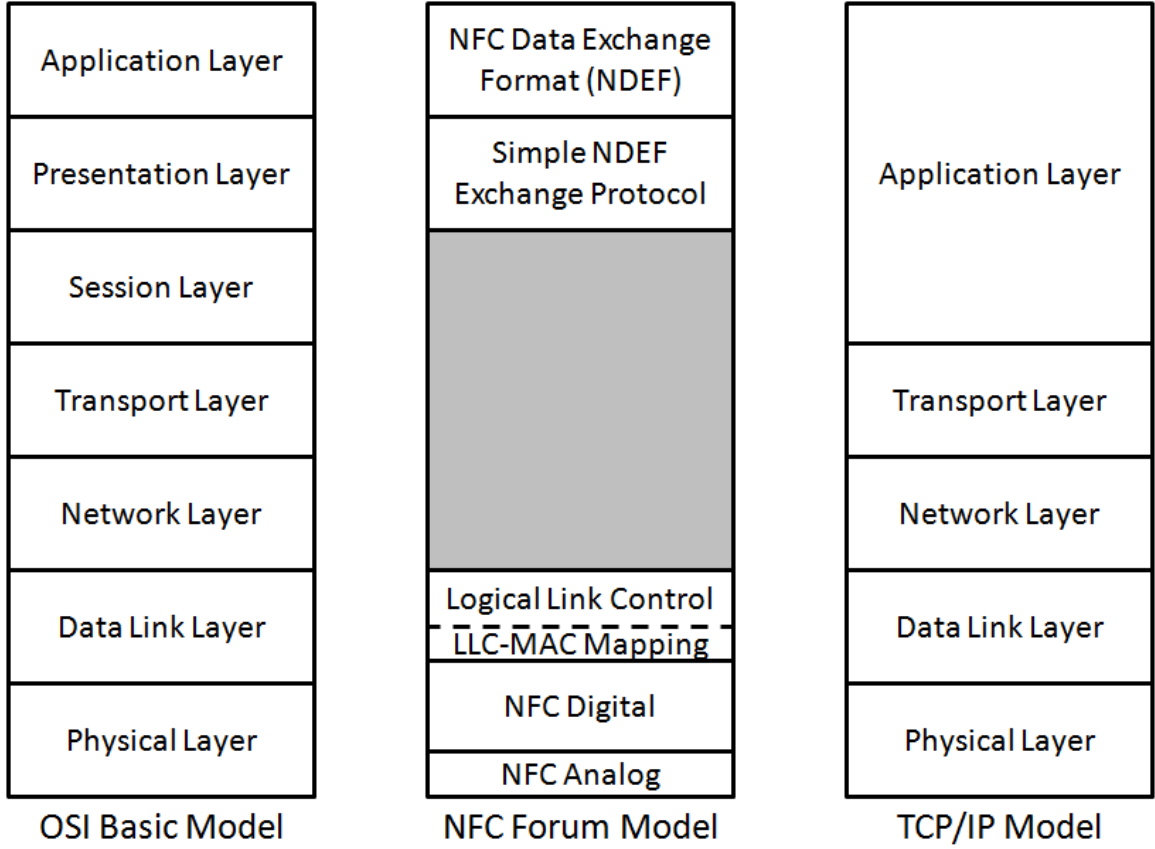 Application Layer
Presentation Layer
Session Layer
Transport Layer
Network Layer
Data Link Layer
Physical Layer
OSI Basic Model
NFC Data Exchange
Format (NDEF)
Simple NDEF
Exchange Protocol
Logical Link Control
LLC-MAC Mapping
NFC Digital
NFC Analog
NFC Forum Model
Application Layer
Transport Layer
Network Layer
Data Link Layer
Physical Layer
TCP/IP Model